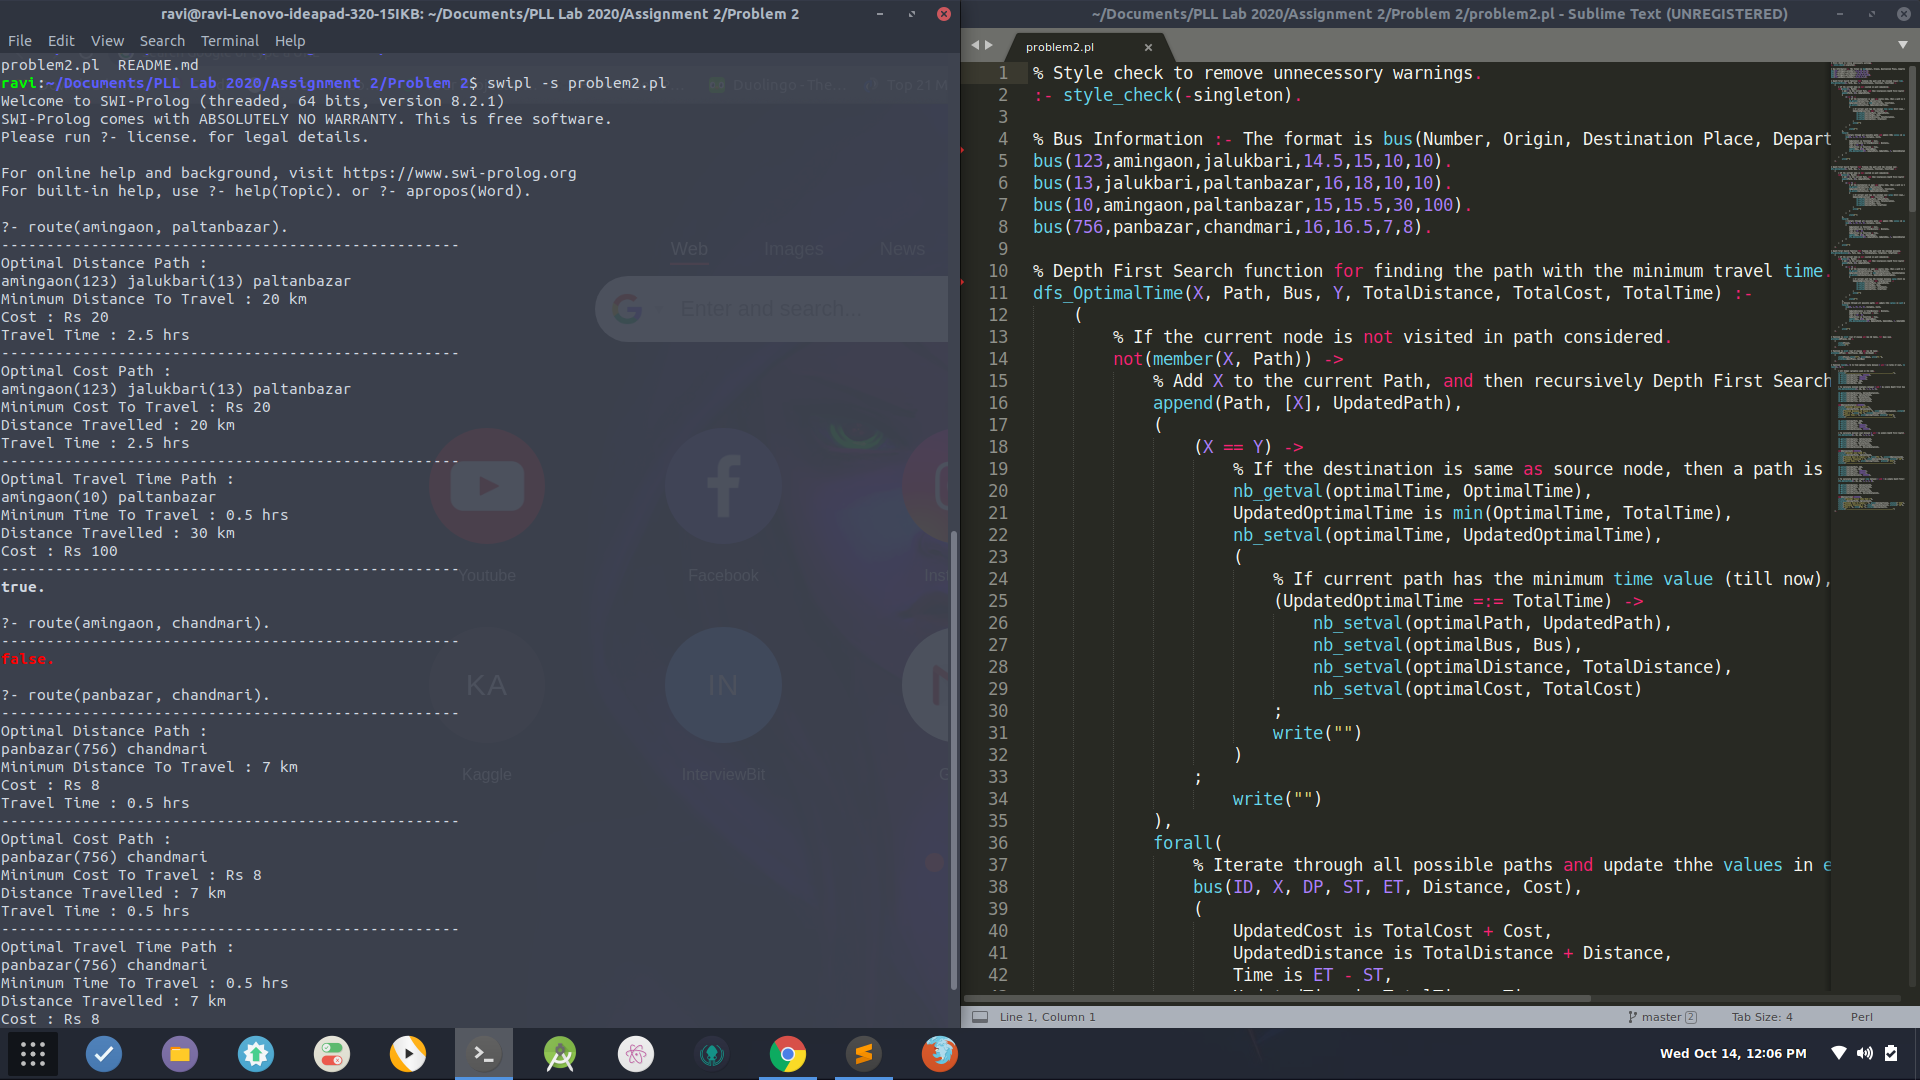 ravi@ravi-Lenovo-ideapad-320-15IKB: ~/Documents/PLL Lab 2020/Assignment 2/Problem 2
File Edit View Search Terminal Help
problem2.pl README.md
ravi:~/Documents/PLL Lab 2020/Assignment 2/Problem 2$ swipl -s problem2.pl
Welcome to SWI-Prolog (threaded, 64 bits, version 8.2.1)
SWI-Prolog comes with ABSOLUTELY NO WARRANTY. This is free software.
Please run ?- license. for legal details.
For online help and background, visit https://www.swi-prolog.org
For built-in help, use ?- help(Topic). or ?- apropos(Word).
?- route(amingaon, paltanbazar).
---------------------------------------------------
Optimal Distance Path :
amingaon(123) jalukbari(13) paltanbazar
Minimum Distance To Travel : 20 km
Cost : Rs 20
Travel Time : 2.5 hrs
---------------------------------------------------
Optimal Cost Path :
amingaon(123) jalukbari(13) paltanbazar
Minimum Cost To Travel : Rs 20
Distance Travelled : 20 km
Travel Time : 2.5 hrs
---------------------------------------------------
Optimal Travel Time Path :
amingaon(10) paltanbazar
Minimum Time To Travel : 0.5 hrs
Distance Travelled : 30 km
Cost : Rs 100
---------------------------------------------------
true.
?- route(amingaon, chandmari).
---------------------------------------------------
false.
?- route(panbazar, chandmari).
---------------------------------------------------
Optimal Distance Path :
panbazar(756) chandmari
Minimum Distance To Travel : 7 km
Cost : Rs 8
Travel Time : 0.5 hrs
---------------------------------------------------
Optimal Cost Path :
panbazar(756) chandmari
Minimum Cost To Travel : Rs 8
Distance Travelled : 7 km
Travel Time : 0.5 hrs
---------------------------------------------------
Optimal Travel Time Path :
panbazar(756) chandmari
Minimum Time To Travel : 0.5 hrs
Distance Travelled : 7 km
Cost : Rs 8
Duolingo - The... Top 21 M
Web Images News
Enter and search...
Youtube Facebook Inst
KA IN
Kaggle InterviewBit
~/Documents/PLL Lab 2020/Assignment 2/Problem 2/problem2.pl - Sublime Text (UNREGISTERED)
problem2.pl
1 % Style check to remove unnecessory warnings.
2 :- style_check(-singleton).
3
4 % Bus Information :- The format is bus(Number, Origin, Destination Place, Depart
5 bus(123,amingaon,jalukbari,14.5,15,10,10).
6 bus(13,jalukbari,paltanbazar,16,18,10,10).
7 bus(10,amingaon,paltanbazar,15,15.5,30,100).
8 bus(756,panbazar,chandmari,16,16.5,7,8).
9
10 % Depth First Search function for finding the path with the minimum travel time.
11 dfs_OptimalTime(X, Path, Bus, Y, TotalDistance, TotalCost, TotalTime) :-
12 (
13 % If the current node is not visited in path considered.
14 not(member(X, Path)) ->
15 % Add X to the current Path, and then recursively Depth First Search
16 append(Path, [X], UpdatedPath),
17 (
18 (X == Y) ->
19 % If the destination is same as source node, then a path is
20 nb_getval(optimalTime, OptimalTime),
21 UpdatedOptimalTime is min(OptimalTime, TotalTime),
22 nb_setval(optimalTime, UpdatedOptimalTime),
23 (
24 % If current path has the minimum time value (till now),
25 (UpdatedOptimalTime =:= TotalTime) ->
26 nb_setval(optimalPath, UpdatedPath),
27 nb_setval(optimalBus, Bus),
28 nb_setval(optimalDistance, TotalDistance),
29 nb_setval(optimalCost, TotalCost)
30 ;
31 write("")
32 )
33 ;
34 write("")
35 ),
36 forall(
37 % Iterate through all possible paths and update thhe values in e
38 bus(ID, X, DP, ST, ET, Distance, Cost),
39 (
40 UpdatedCost is TotalCost + Cost,
41 UpdatedDistance is TotalDistance + Distance,
42 Time is ET - ST,
Line 1, Column 1 master 2 Tab Size: 4 Perl
Wed Oct 14, 12:06 PM